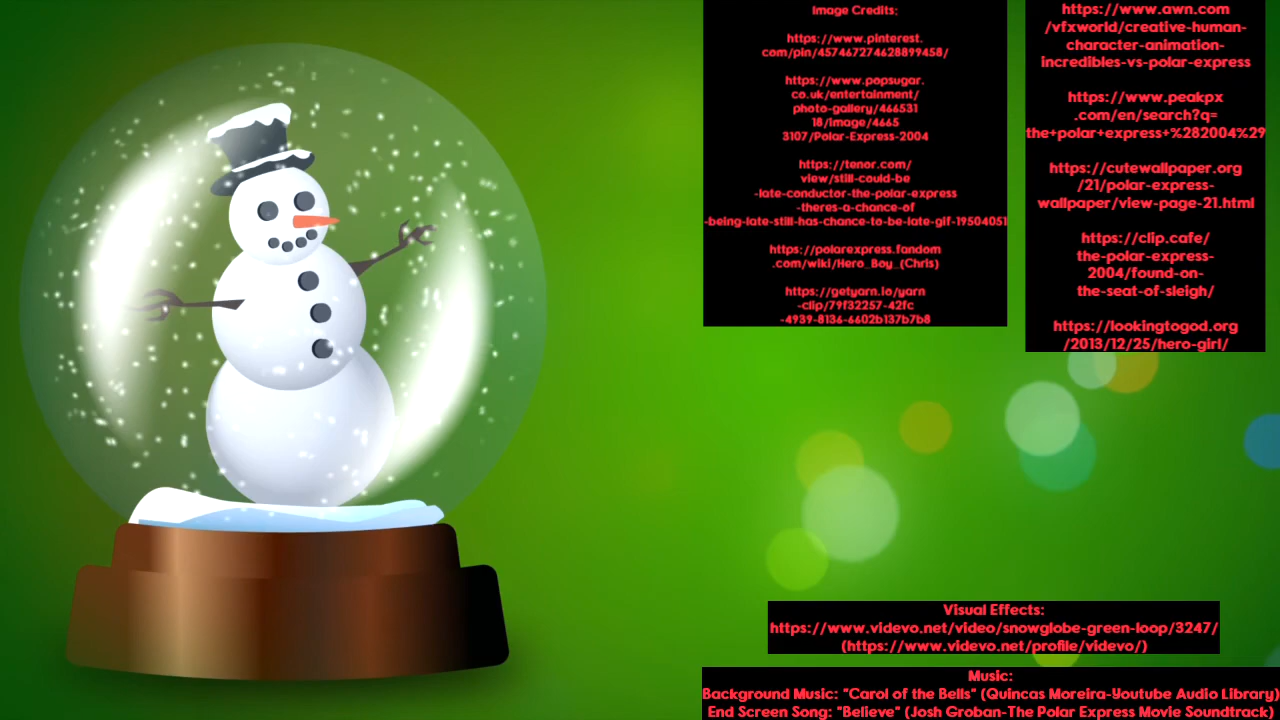 Image Credits:
https://www.pinterest.
com/pin/457467274628899458/
https://www.popsugar.
co.uk/entertainment/
photo-gallery/466531
18/image/4665
3107/Polar-Express-2004
https://tenor.com/
view/still-could-be
-late-conductor-the-polar-express
-theres-a-chance-of
-being-late-still-has-chance-to-be-late-gif-19504051
https://polarexpress.fandom
.com/wiki/Hero_Boy_(Chris)
https://getyarn.io/yarn
-clip/79f32257-42fc
-4939-8136-6602b137b7b8
https://www.awn.com
/vfxworld/creative-human-
character-animation-
incredibles-vs-polar-express
https://www.peakpx
.com/en/search?q=
the+polar+express+%282004%29
https://cutewallpaper.org
/21/polar-express-
wallpaper/view-page-21.html
https://clip.cafe/
the-polar-express-
2004/found-on-
the-seat-of-sleigh/
https://lookingtogod.org
/2013/12/25/hero-girl/
Visual Effects:
https://www.videvo.net/video/snowglobe-green-loop/3247/
(https://www.videvo.net/profile/videvo/)
Music:
Background Music: "Carol of the Bells" (Quincas Moreira-Youtube Audio Library)
End Screen Song: "Believe" (Josh Groban-The Polar Express Movie Soundtrack)